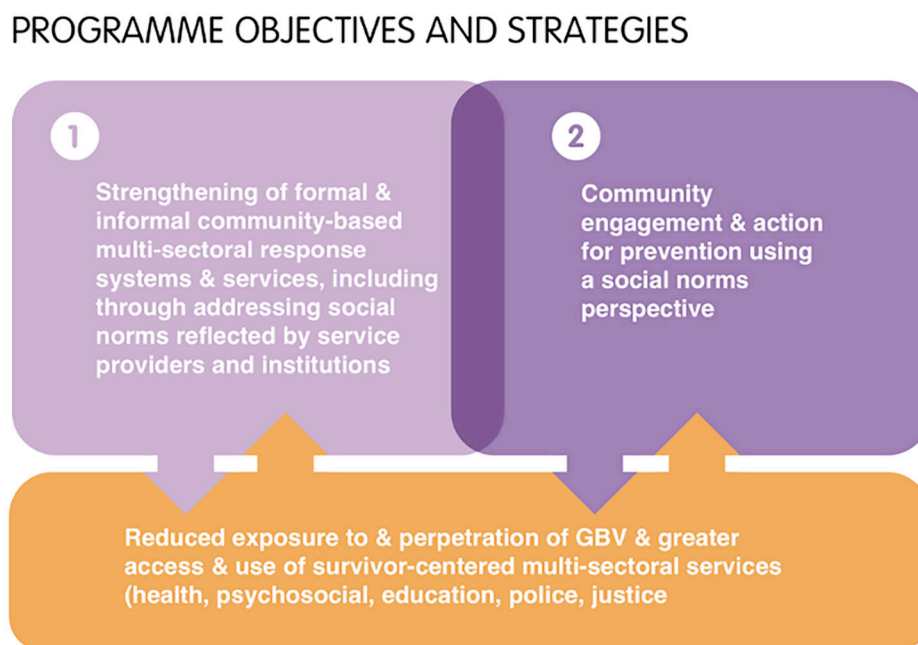 PROGRAMME OBJECTIVES AND STRATEGIES
1
Strengthening of formal &
informal community-based
multi-sectoral response
systems & services, including
through addressing social
norms reflected by service
providers and institutions
2
Community
engagement & action
for prevention using
a social norms
perspective
Reduced exposure to & perpetration of GBV & greater
access & use of survivor-centered multi-sectoral services
(health, psychosocial, education, police, justice